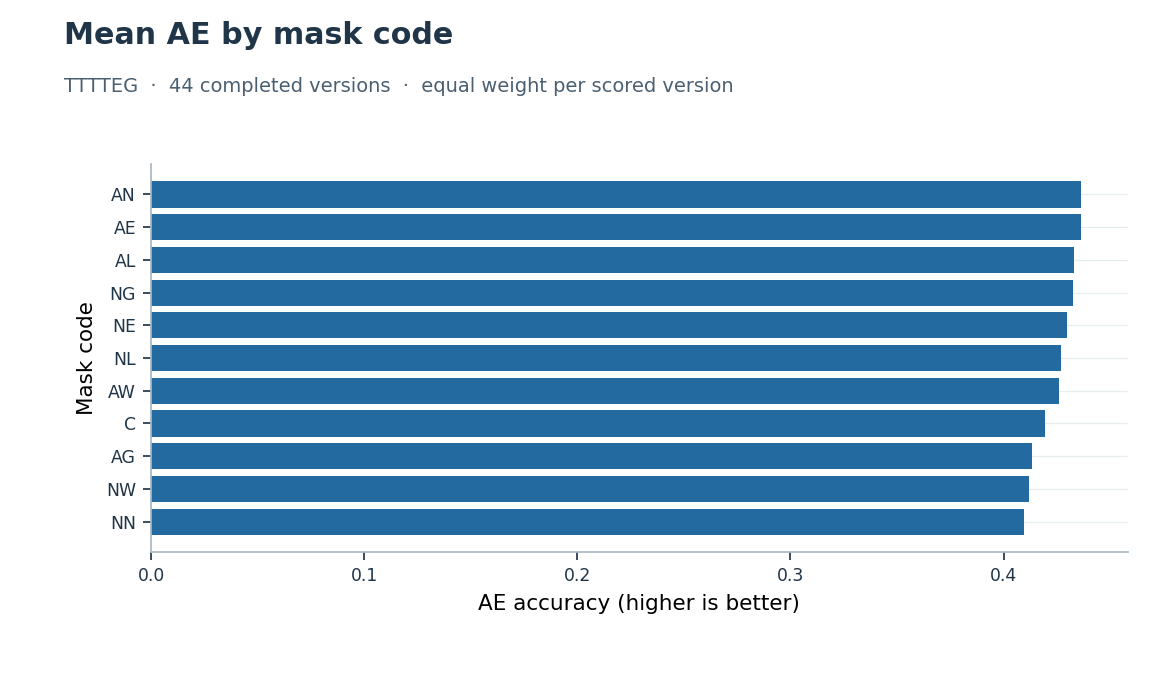 Mean AE by mask code
TTTTEG · 44 completed versions · equal weight per scored version
Mask code
AN
AE
AL
NG
NE
NL
AW
C
AG
NW
NN
0.0 0.1 0.2 0.3 0.4
AE accuracy (higher is better)